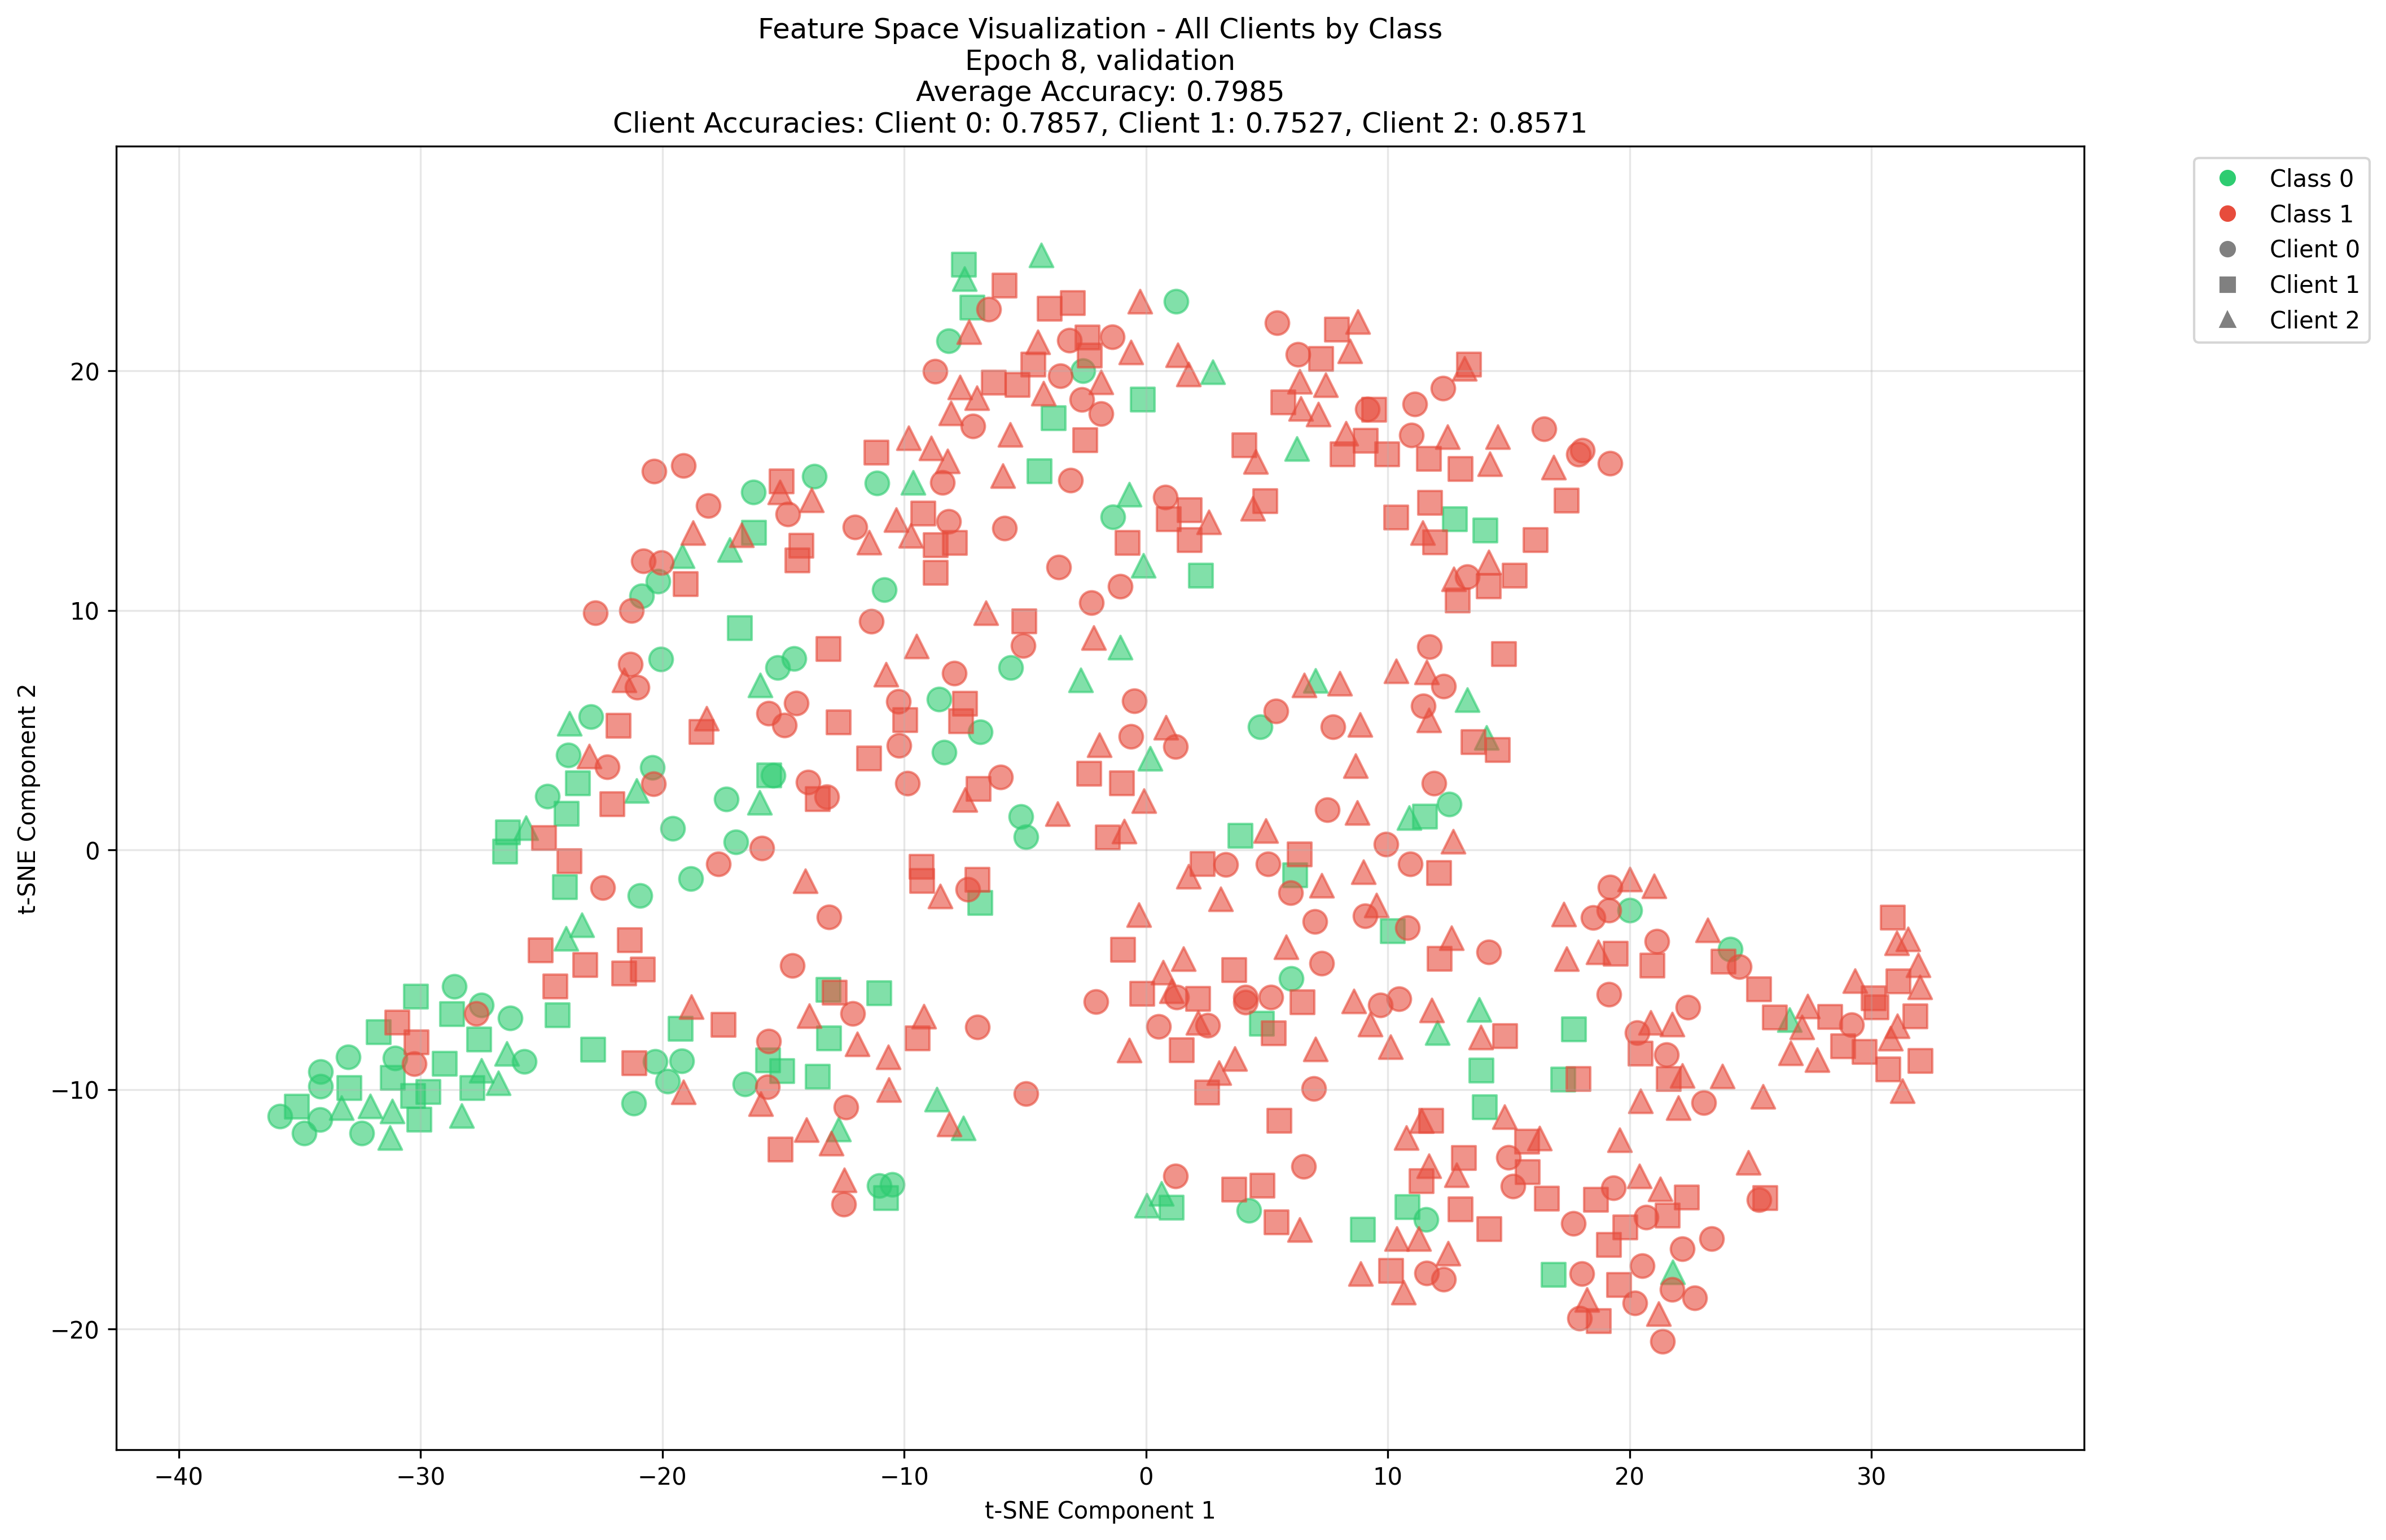 Feature Space Visualization - All Clients by Class
Epoch 8, validation
Average Accuracy: 0.7985
Client Accuracies: Client 0: 0.7857, Client 1: 0.7527, Client 2: 0.8571
Class 0
Class 1
Client 0
Client 1
Client 2
t-SNE Component 2
20
10
0
−10
−20
−40
−30
−20
−10
0
10
20
30
t-SNE Component 1